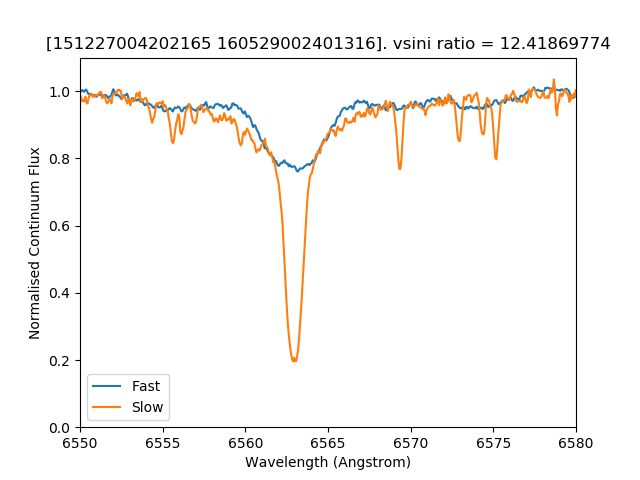 [151227004202165 160529002401316]. vsini ratio = 12.41869774
Normalised Continuum Flux
1.0
0.8
0.6
0.4
0.2
0.0
Fast
Slow
6550 6555 6560 6565 6570 6575 6580
Wavelength (Angstrom)